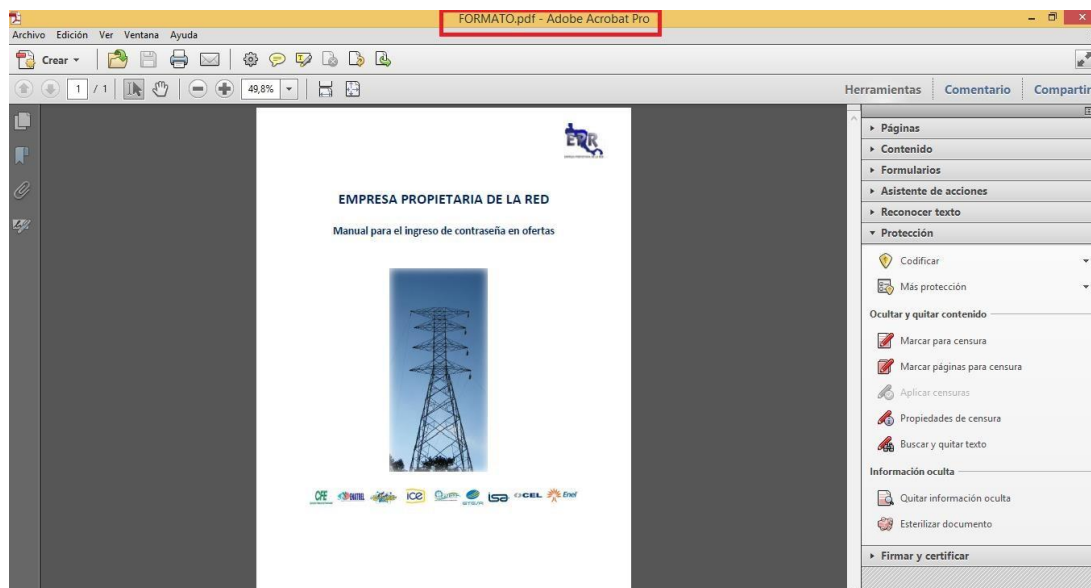 FORMATO.pdf - Adobe Acrobat Pro
Archivo Edición Ver Ventana Ayuda
Crear
1 / 1 49,8% Herramientas Comentario Compartir
EPR
EMPRESA PROPIETARIA DE LA RED
Manual para el ingreso de contraseña en ofertas
CFE ice isa CEL Enel
Páginas
Contenido
Formularios
Asistente de acciones
Reconocer texto
Protección
Codificar
Más protección
Ocultar y quitar contenido
Marcar para censura
Marcar páginas para censura
Aplicar censuras
Propiedades de censura
Buscar y quitar texto
Información oculta
Quitar información oculta
Esterilizar documento
Firmar y certificar